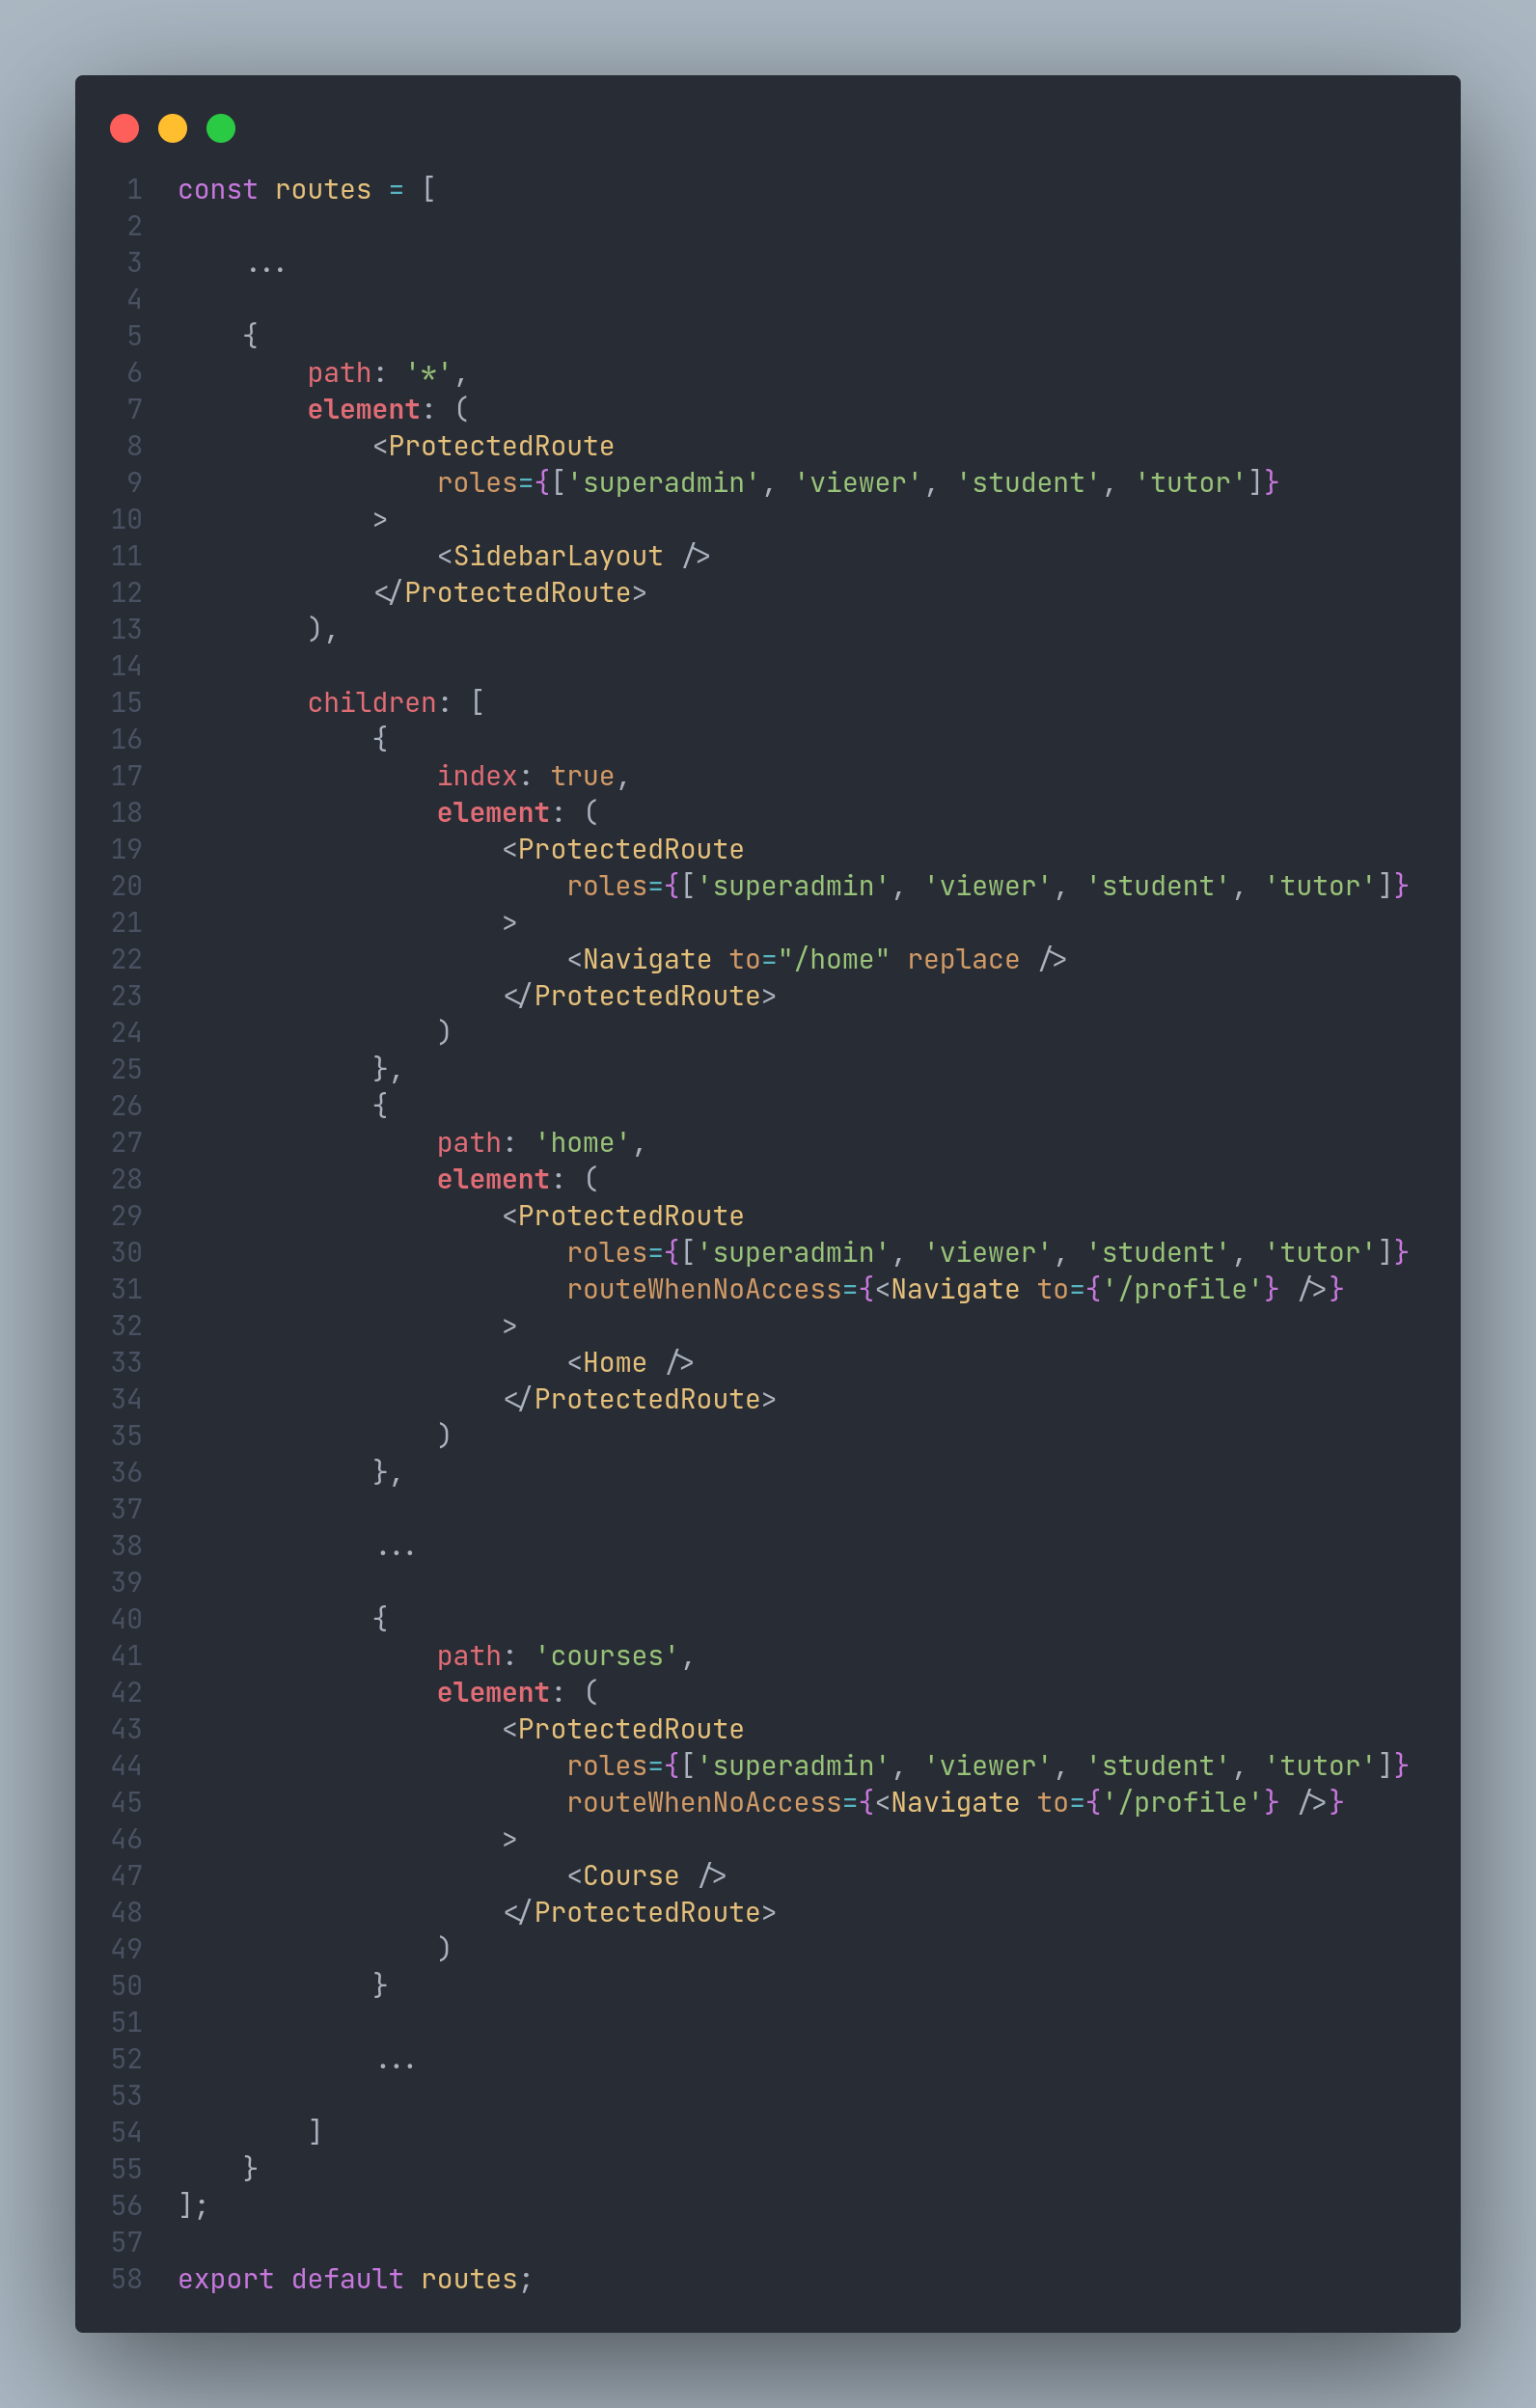 1 const routes = [
2
3     ...
4
5     {
6         path: '*',
7         element: (
8             <ProtectedRoute
9                 roles={['superadmin', 'viewer', 'student', 'tutor']}
10             >
11                 <SidebarLayout />
12             </ProtectedRoute>
13         ),
14
15         children: [
16             {
17                 index: true,
18                 element: (
19                     <ProtectedRoute
20                         roles={['superadmin', 'viewer', 'student', 'tutor']}
21                     >
22                         <Navigate to="/home" replace />
23                     </ProtectedRoute>
24                 )
25             },
26             {
27                 path: 'home',
28                 element: (
29                     <ProtectedRoute
30                         roles={['superadmin', 'viewer', 'student', 'tutor']}
31                         routeWhenNoAccess={<Navigate to={'/profile'} />}
32                     >
33                         <Home />
34                     </ProtectedRoute>
35                 )
36             },
37
38             ...
39
40             {
41                 path: 'courses',
42                 element: (
43                     <ProtectedRoute
44                         roles={['superadmin', 'viewer', 'student', 'tutor']}
45                         routeWhenNoAccess={<Navigate to={'/profile'} />}
46                     >
47                         <Course />
48                     </ProtectedRoute>
49                 )
50             }
51
52             ...
53
54         ]
55     }
56 ];
57
58 export default routes;